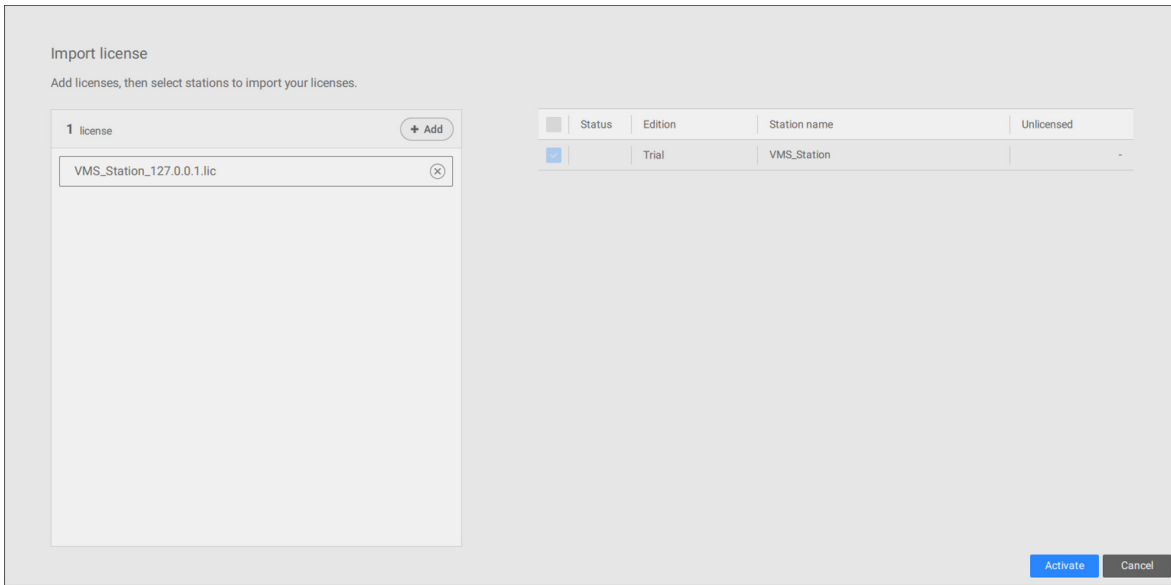 Import license
Add licenses, then select stations to import your licenses.
1 license
+ Add
VMS_Station_127.0.0.1.lic
Status Edition Station name Unlicensed
Trial VMS_Station -
Activate Cancel